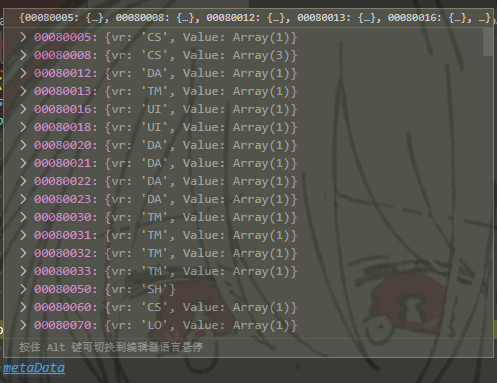 {00080005: {…}, 00080008: {…}, 00080012: {…}, 00080013: {…}, 00080016: {…}, …}
00080005: {vr: 'CS', Value: Array(1)}
00080008: {vr: 'CS', Value: Array(3)}
00080012: {vr: 'DA', Value: Array(1)}
00080013: {vr: 'TM', Value: Array(1)}
00080016: {vr: 'UI', Value: Array(1)}
00080018: {vr: 'UI', Value: Array(1)}
00080020: {vr: 'DA', Value: Array(1)}
00080021: {vr: 'DA', Value: Array(1)}
00080022: {vr: 'DA', Value: Array(1)}
00080023: {vr: 'DA', Value: Array(1)}
00080030: {vr: 'TM', Value: Array(1)}
00080031: {vr: 'TM', Value: Array(1)}
00080032: {vr: 'TM', Value: Array(1)}
00080033: {vr: 'TM', Value: Array(1)}
00080050: {vr: 'SH'}
00080060: {vr: 'CS', Value: Array(1)}
00080070: {vr: 'LO', Value: Array(1)}
按住 Alt 键可切换到编辑器语言悬停
metaData